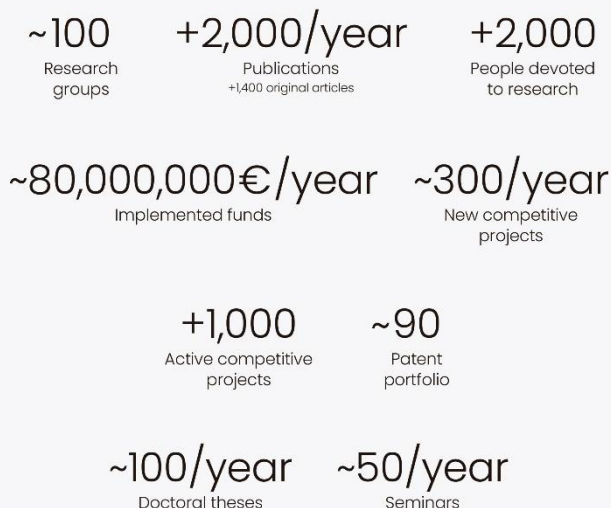 ~100 +2,000/year +2,000
Research Publications People devoted
groups +1,400 original articles to research
~80,000,000€/year ~300/year
Implemented funds New competitive
projects
+1,000 ~90
Active competitive Patent
projects portfolio
~100/year ~50/year
Doctoral theses Seminars